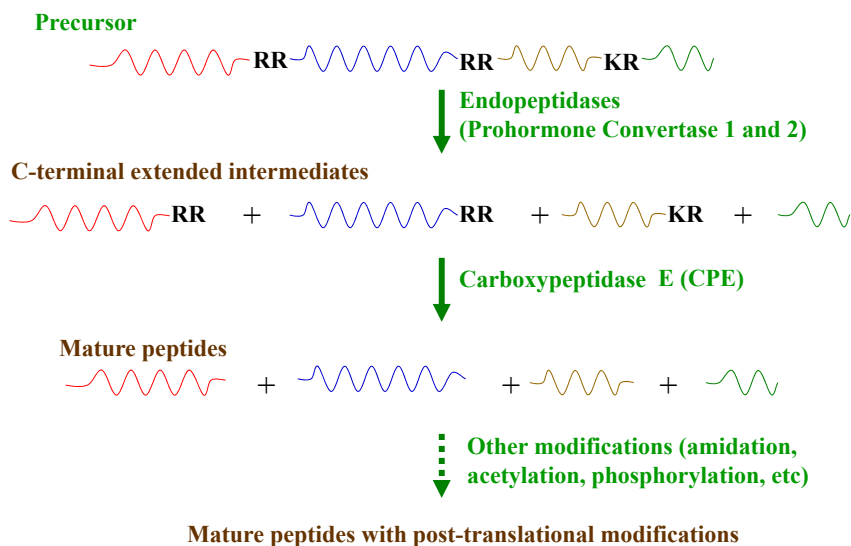 Precursor
RR RR KR
Endopeptidases
(Prohormone Convertase 1 and 2)
C-terminal extended intermediates
RR + RR + KR +
Carboxypeptidase E (CPE)
Mature peptides
+ + +
Other modifications (amidation,
acetylation, phosphorylation, etc)
Mature peptides with post-translational modifications